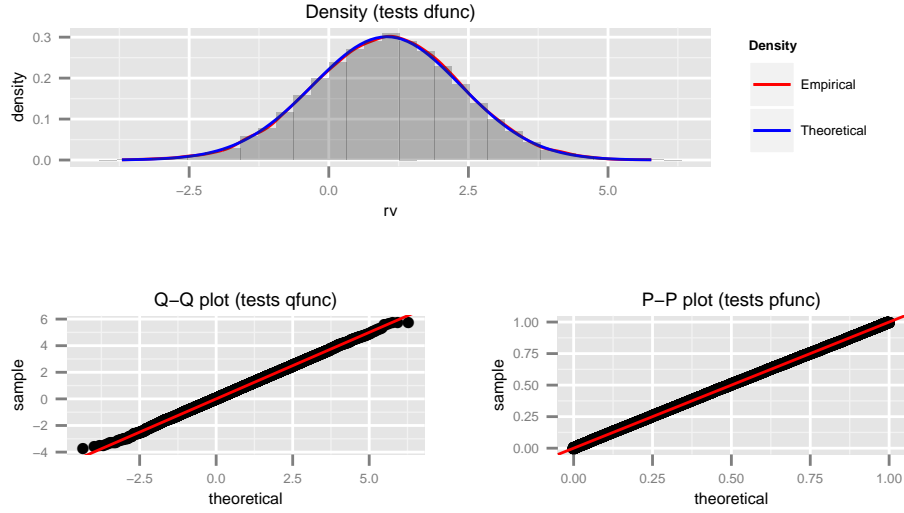 Density (tests dfunc)
0.3
0.2
0.1
0.0
density
−2.5 0.0 2.5 5.0
rv
Density
Empirical
Theoretical
Q−Q plot (tests qfunc)
6
4
2
0
−2
−4
sample
−2.5 0.0 2.5 5.0
theoretical
P−P plot (tests pfunc)
1.00
0.75
0.50
0.25
0.00
sample
0.00 0.25 0.50 0.75 1.00
theoretical